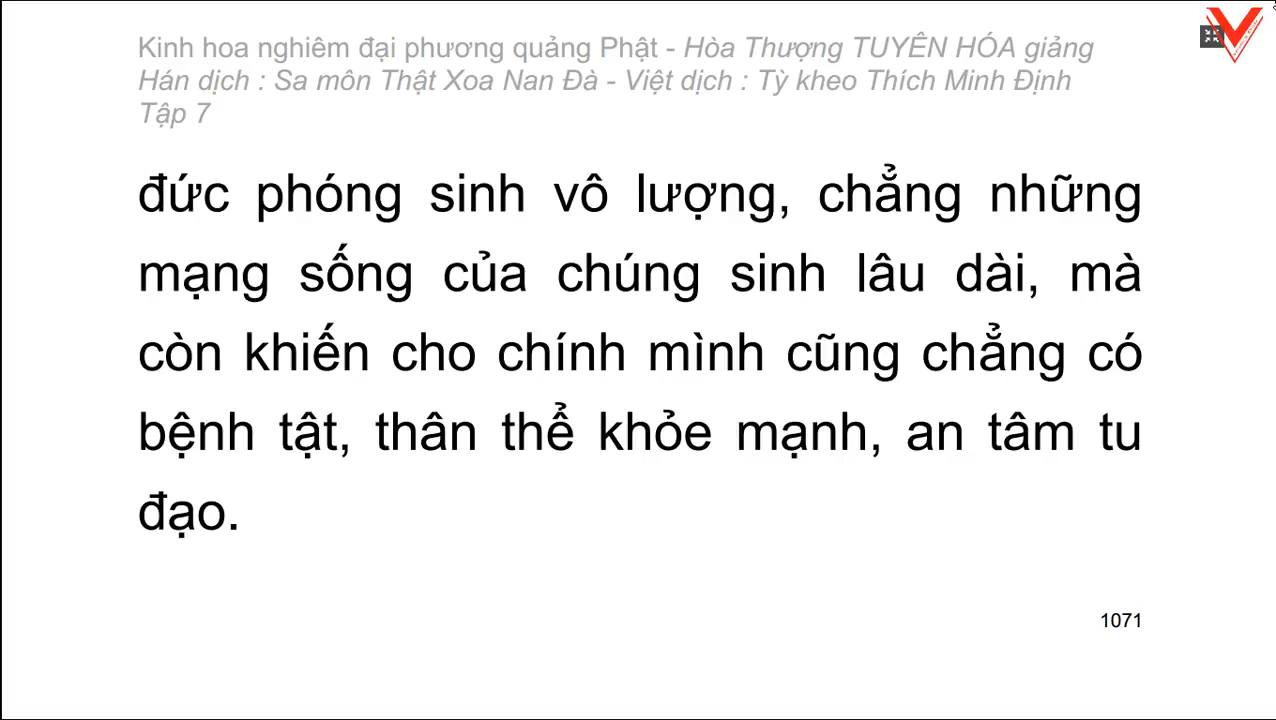 Kinh hoa nghiêm đại phương quảng Phật - Hòa Thượng TUYÊN HÓA giảng
Hán dịch : Sa môn Thật Xoa Nan Đà - Việt dịch : Tỳ kheo Thích Minh Định
Tập 7
đức phóng sinh vô lượng, chẳng những
mạng sống của chúng sinh lâu dài, mà
còn khiến cho chính mình cũng chẳng có
bệnh tật, thân thể khỏe mạnh, an tâm tu
đạo.
1071